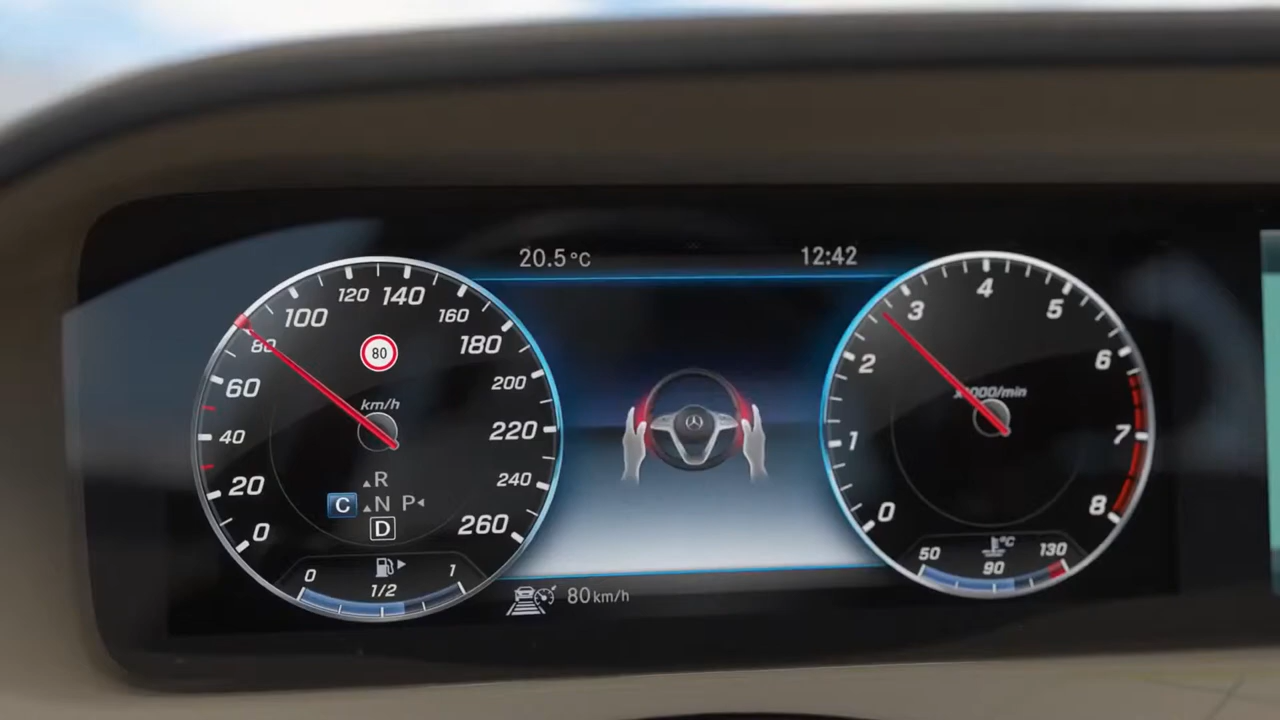 20.5°C 12:42
120 140
100 160
80 80 180
60 200
km/h
40 220
20 R 240
C N P
0 D 260
0 1
1/2
80 km/h
4
3 5
2 6
x1000/min
1 7
0 8
50 °C 130
90